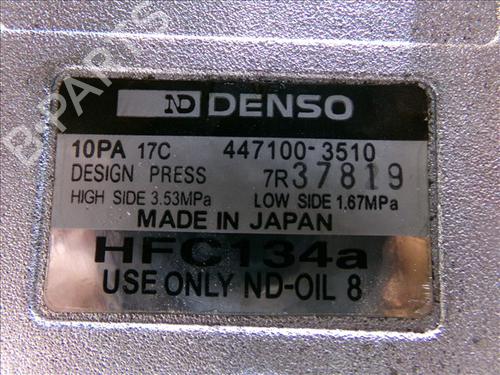 B-PARTS
ND DENSO
10PA 17C 447100-3510
DESIGN PRESS 7R37819
HIGH SIDE 3.53MPa LOW SIDE 1.67MPa
MADE IN JAPAN
HFC134a
USE ONLY ND-OIL 8